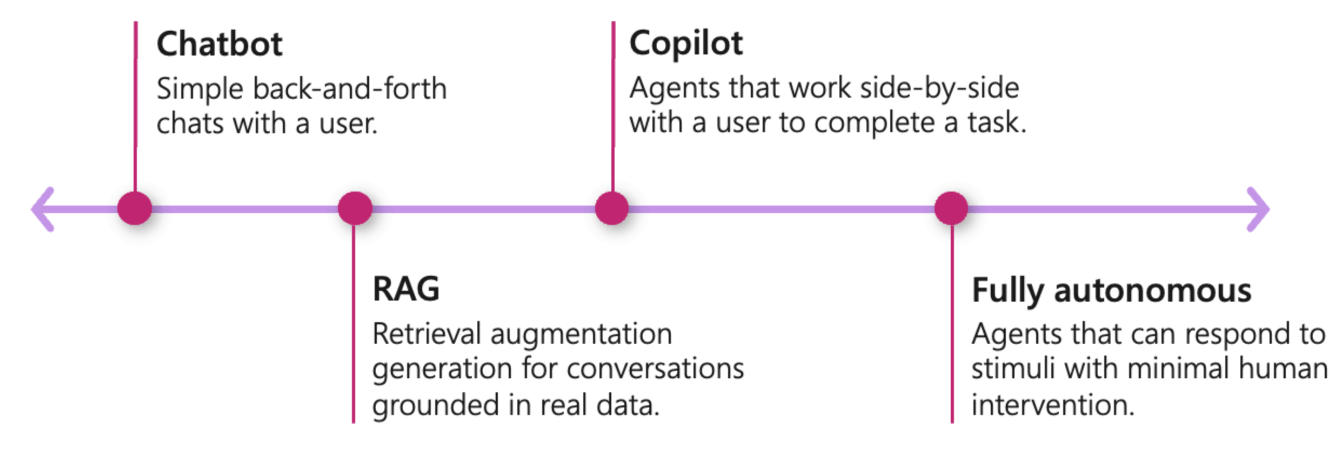 Chatbot
Simple back-and-forth
chats with a user.
RAG
Retrieval augmentation
generation for conversations
grounded in real data.
Copilot
Agents that work side-by-side
with a user to complete a task.
Fully autonomous
Agents that can respond to
stimuli with minimal human
intervention.